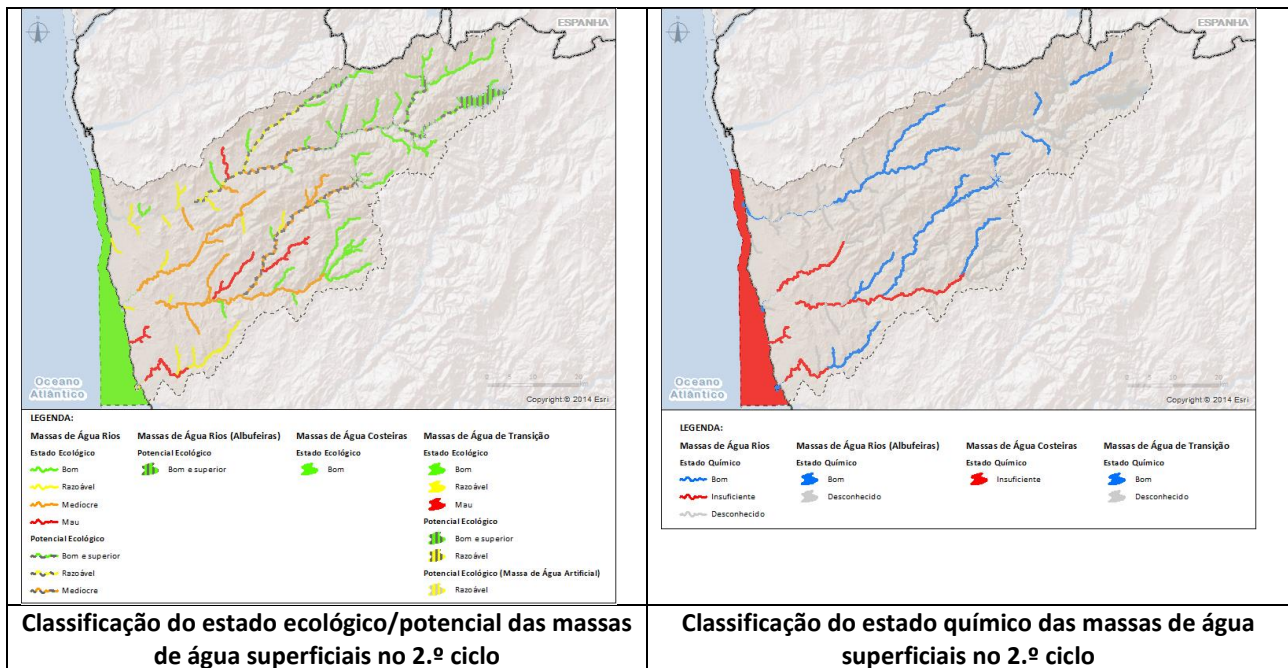 ESPANHA
Oceano
Atlântico
Copyright © 2014 Esri
LEGENDA:
Massas de Água Rios
Estado Ecológico
Bom
Razoável
Medíocre
Mau
Potencial Ecológico
Bom e superior
Razoável
Medíocre
Massas de Água Rios (Albufeiras)
Potencial Ecológico
Bom e superior
Massas de Água Costeiras
Estado Ecológico
Bom
Massas de Água de Transição
Estado Ecológico
Bom
Razoável
Mau
Potencial Ecológico
Bom e superior
Razoável
Potencial Ecológico (Massa de Água Artificial)
Razoável
Classificação do estado ecológico/potencial das massas
de água superficiais no 2.º ciclo
ESPANHA
Oceano
Atlântico
Copyright © 2014 Esri
LEGENDA:
Massas de Água Rios
Estado Químico
Bom
Insuficiente
Desconhecido
Massas de Água Rios (Albufeiras)
Estado Químico
Bom
Desconhecido
Massas de Água Costeiras
Estado Químico
Insuficiente
Massas de Água de Transição
Estado Químico
Bom
Desconhecido
Classificação do estado químico das massas de água
superficiais no 2.º ciclo